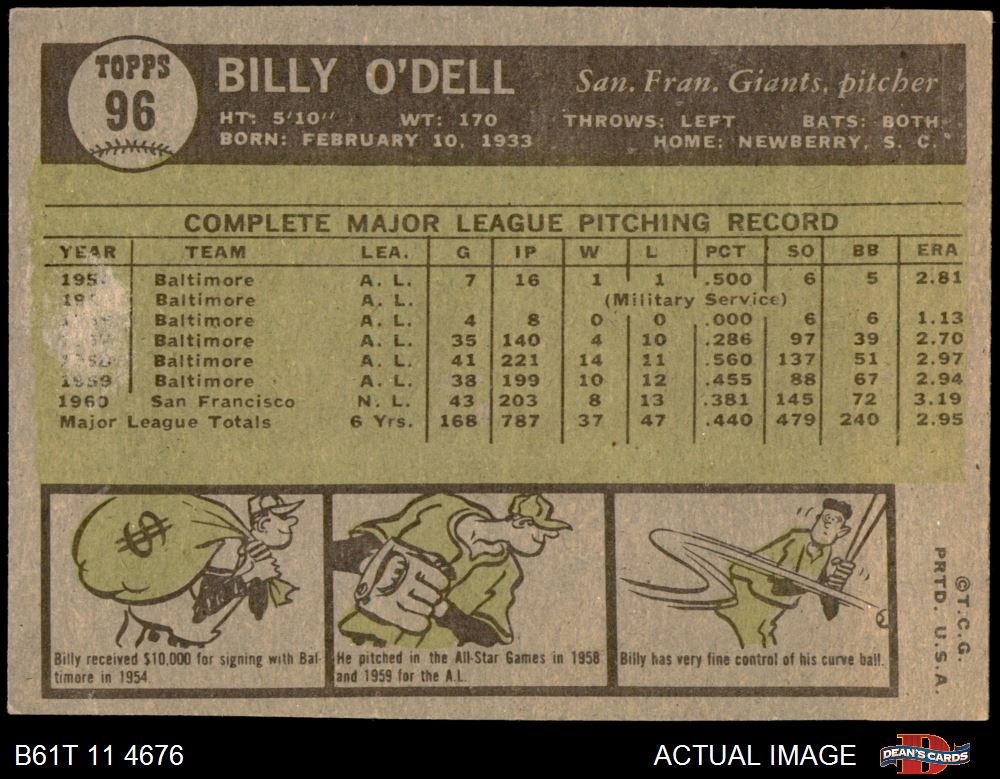 TOPPS
96
BILLY O'DELL
San. Fran. Giants, pitcher
HT: 5'10" WT: 170 THROWS: LEFT BATS: BOTH
BORN: FEBRUARY 10, 1933 HOME: NEWBERRY, S. C.
COMPLETE MAJOR LEAGUE PITCHING RECORD
YEAR TEAM LEA. G IP W L PCT SO BB ERA
195 Baltimore A. L. 7 16 1 1 .500 6 5 2.81
19 Baltimore A. L. (Military Service)
Baltimore A. L. 4 8 0 0 .000 6 6 1.13
Baltimore A. L. 35 140 4 10 .286 97 39 2.70
Baltimore A. L. 41 221 14 11 .560 137 51 2.97
1959 Baltimore A. L. 38 199 10 12 .455 88 67 2.94
1960 San Francisco N. L. 43 203 8 13 .381 145 72 3.19
Major League Totals 6 Yrs. 168 787 37 47 .440 479 240 2.95
$
Billy received $10,000 for signing with Bal-
timore in 1954.
He pitched in the All-Star Games in 1958
and 1959 for the A.L.
Billy has very fine control of his curve ball.
©T.C.G.
PRTD. U.S.A.
B61T 11 4676
ACTUAL IMAGE
DEAN'S CARDS